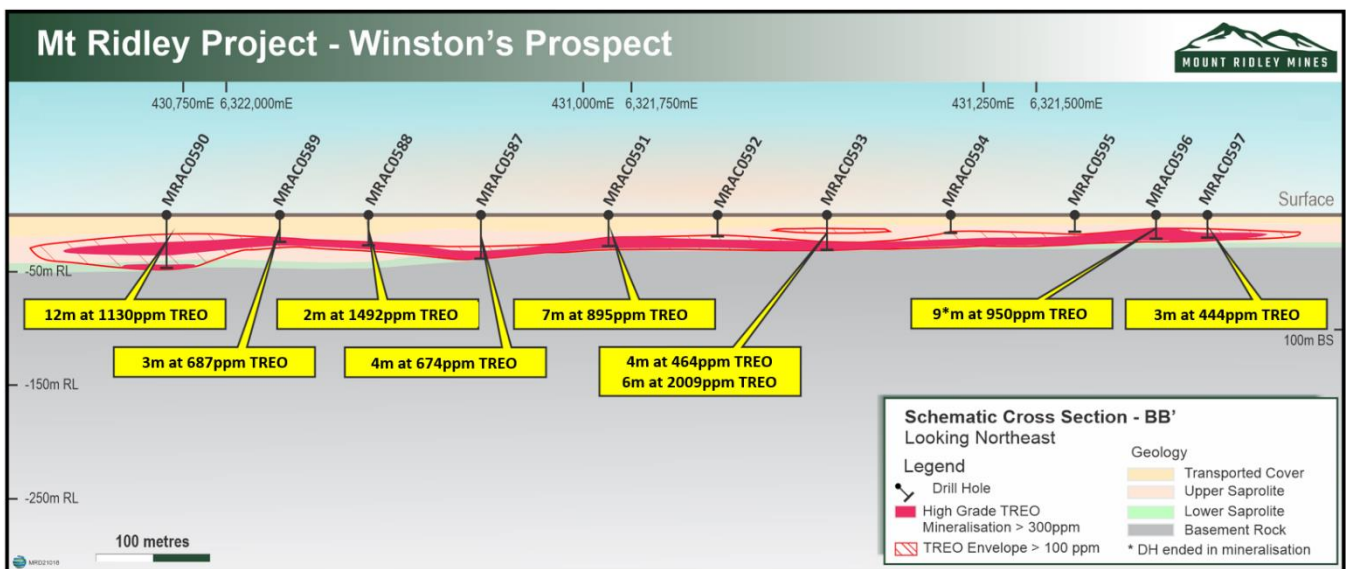 Mt Ridley Project - Winston's Prospect
MOUNT RIDLEY MINES
430,750mE 6,322,000mE
431,000mE 6,321,750mE
431,250mE 6,321,500mE
MRAC0590
MRAC0589
MRAC0588
MRAC0587
MRAC0591
MRAC0592
MRAC0593
MRAC0594
MRAC0595
MRAC0596
MRAC0597
Surface
-50m RL
12m at 1130ppm TREO
2m at 1492ppm TREO
7m at 895ppm TREO
9*m at 950ppm TREO
3m at 444ppm TREO
100m BS
3m at 687ppm TREO
4m at 674ppm TREO
4m at 464ppm TREO
6m at 2009ppm TREO
-150m RL
-250m RL
100 metres
MRD21018
Schematic Cross Section - BB'
Looking Northeast
Legend
Drill Hole
High Grade TREO
Mineralisation > 300ppm
TREO Envelope > 100 ppm
Geology
Transported Cover
Upper Saprolite
Lower Saprolite
Basement Rock
* DH ended in mineralisation